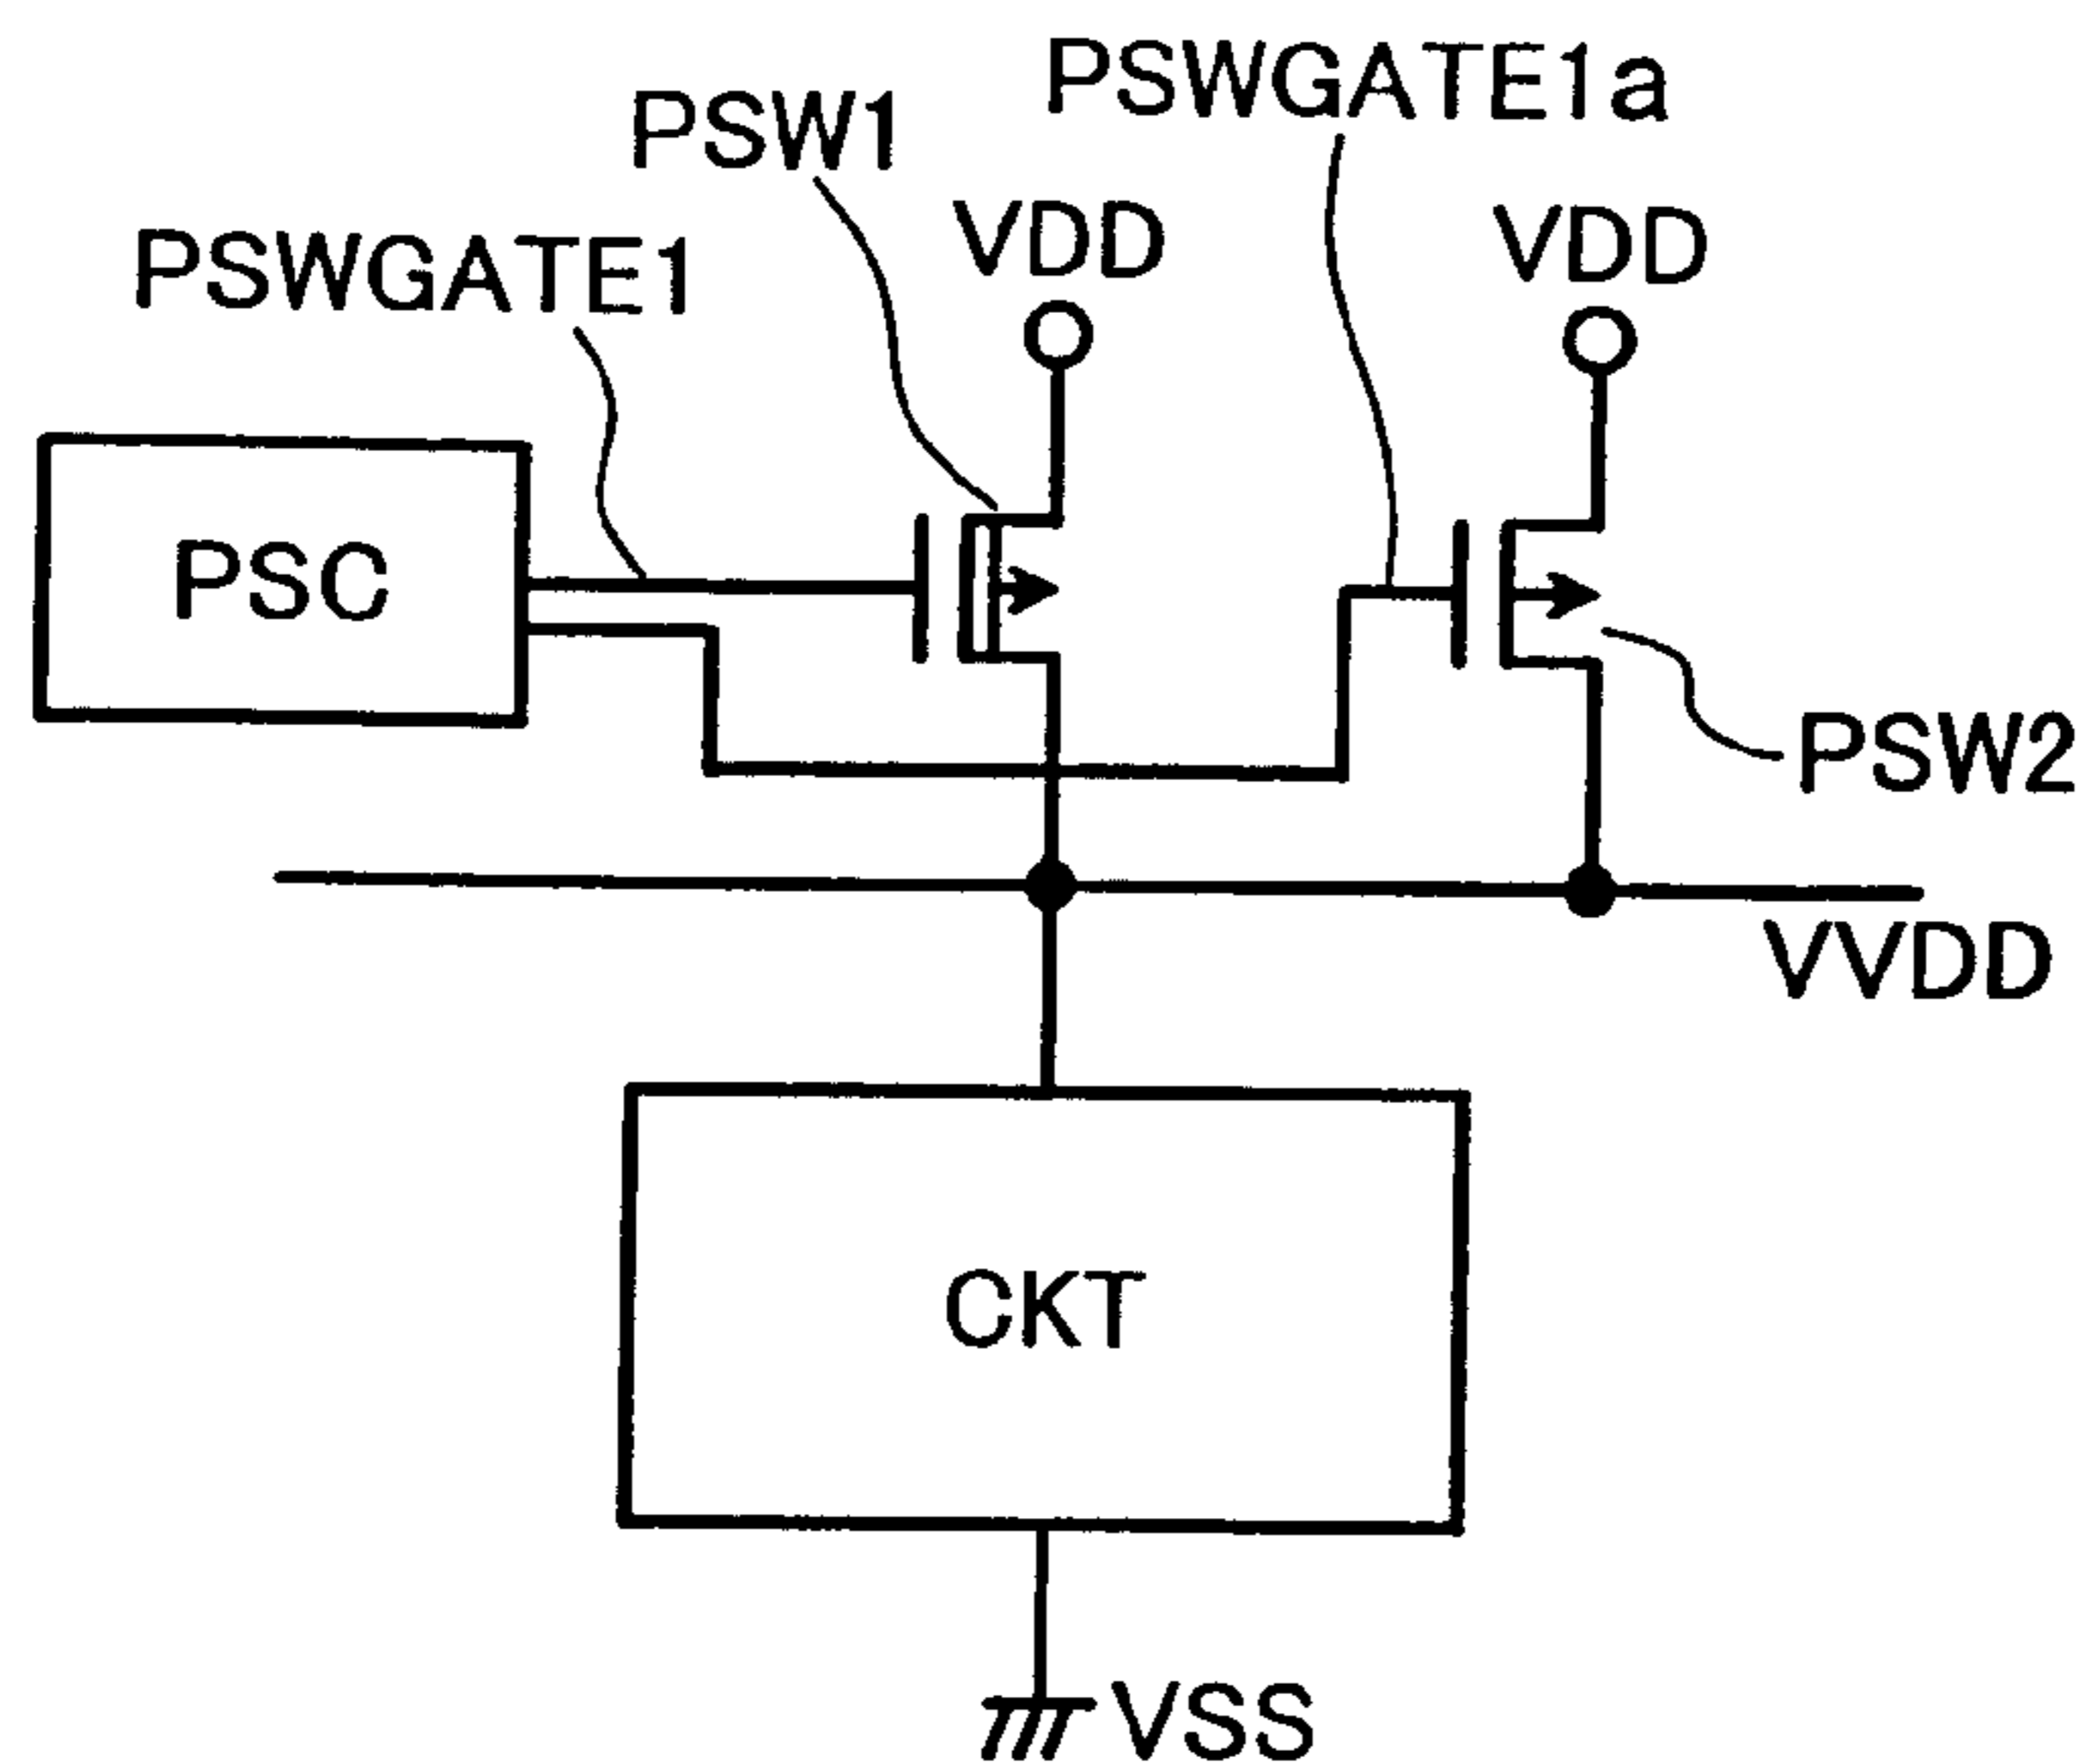 PSWGATE1a
PSW1
VDD
VDD
PSWGATE1
PSC
PSW2
VVDD
CKT
VSS